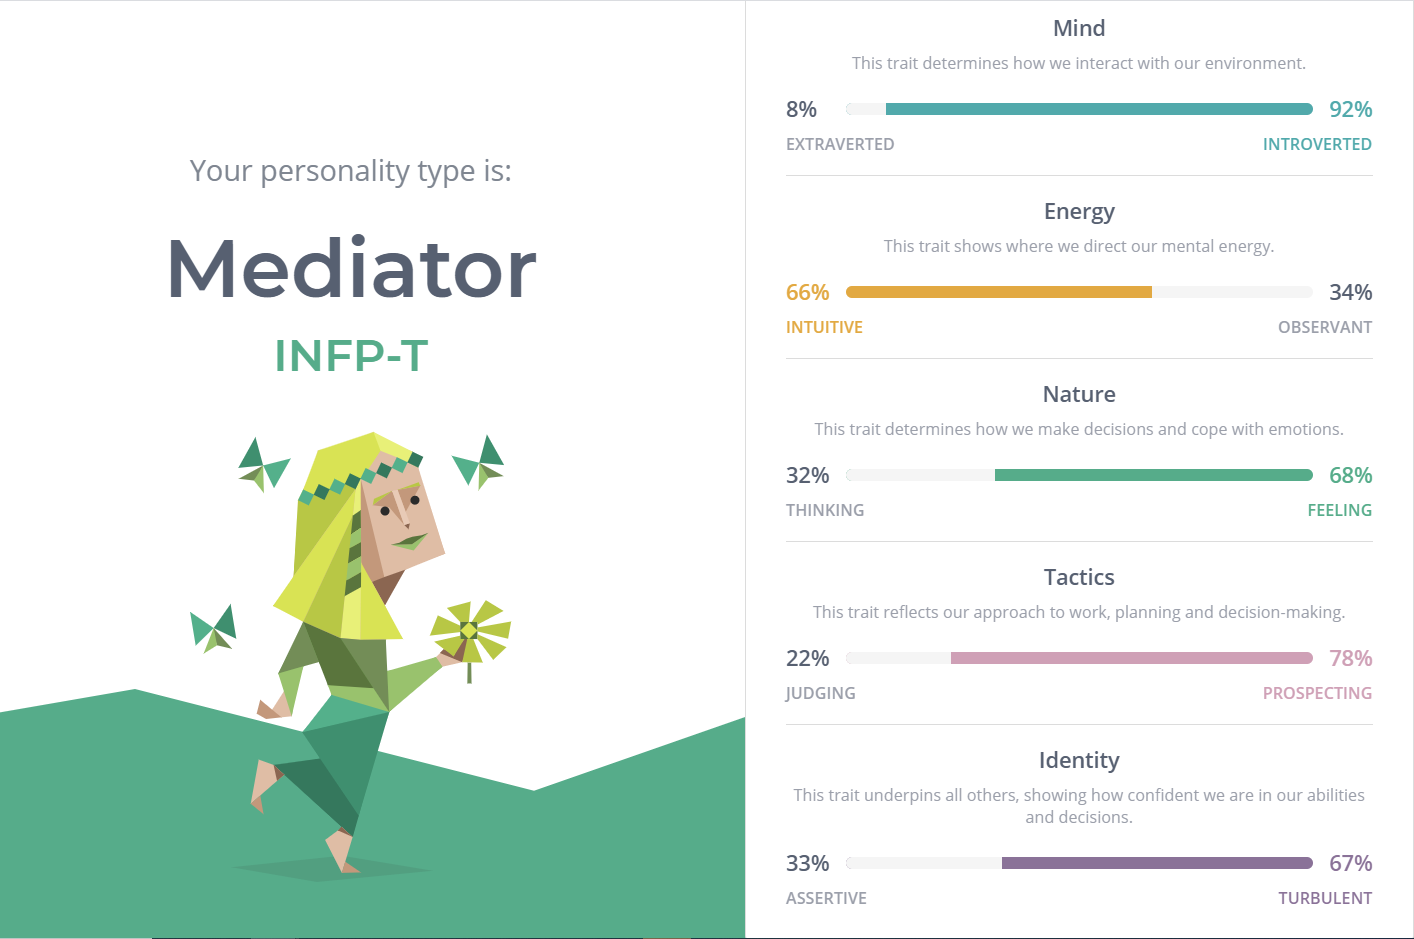 Your personality type is:
Mediator
INFP-T
Mind
This trait determines how we interact with our environment.
8% 92%
EXTRAVERTED INTROVERTED
Energy
This trait shows where we direct our mental energy.
66% 34%
INTUITIVE OBSERVANT
Nature
This trait determines how we make decisions and cope with emotions.
32% 68%
THINKING FEELING
Tactics
This trait reflects our approach to work, planning and decision-making.
22% 78%
JUDGING PROSPECTING
Identity
This trait underpins all others, showing how confident we are in our abilities
and decisions.
33% 67%
ASSERTIVE TURBULENT